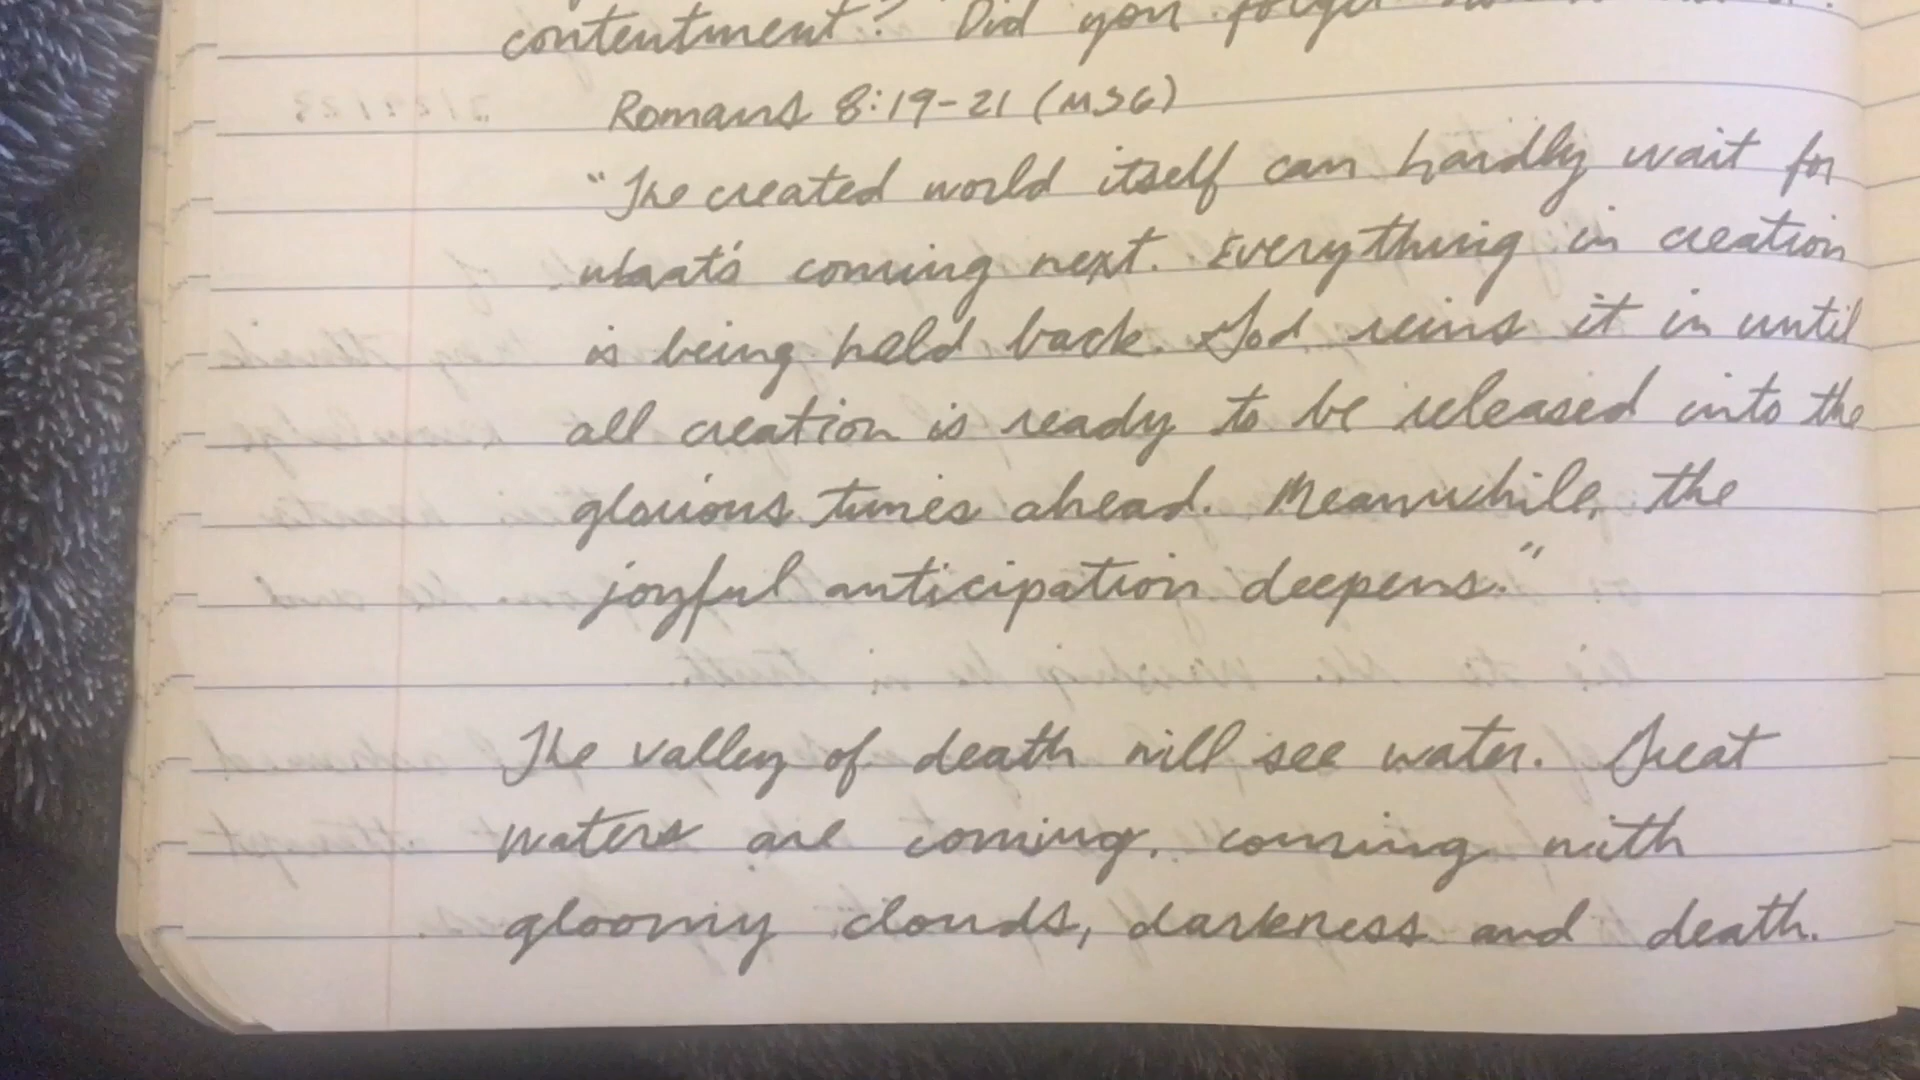 contentment? Did you forget
Romans 8:19-21 (MSG)
"The created world itself can hardly wait for
what's coming next. Everything in creation
is being held back. God reins it in until
all creation is ready to be released into the
glorious times ahead. Meanwhile, the
joyful anticipation deepens."
The valley of death will see water. Great
waters are coming, coming with
gloomy clouds, darkness and death.